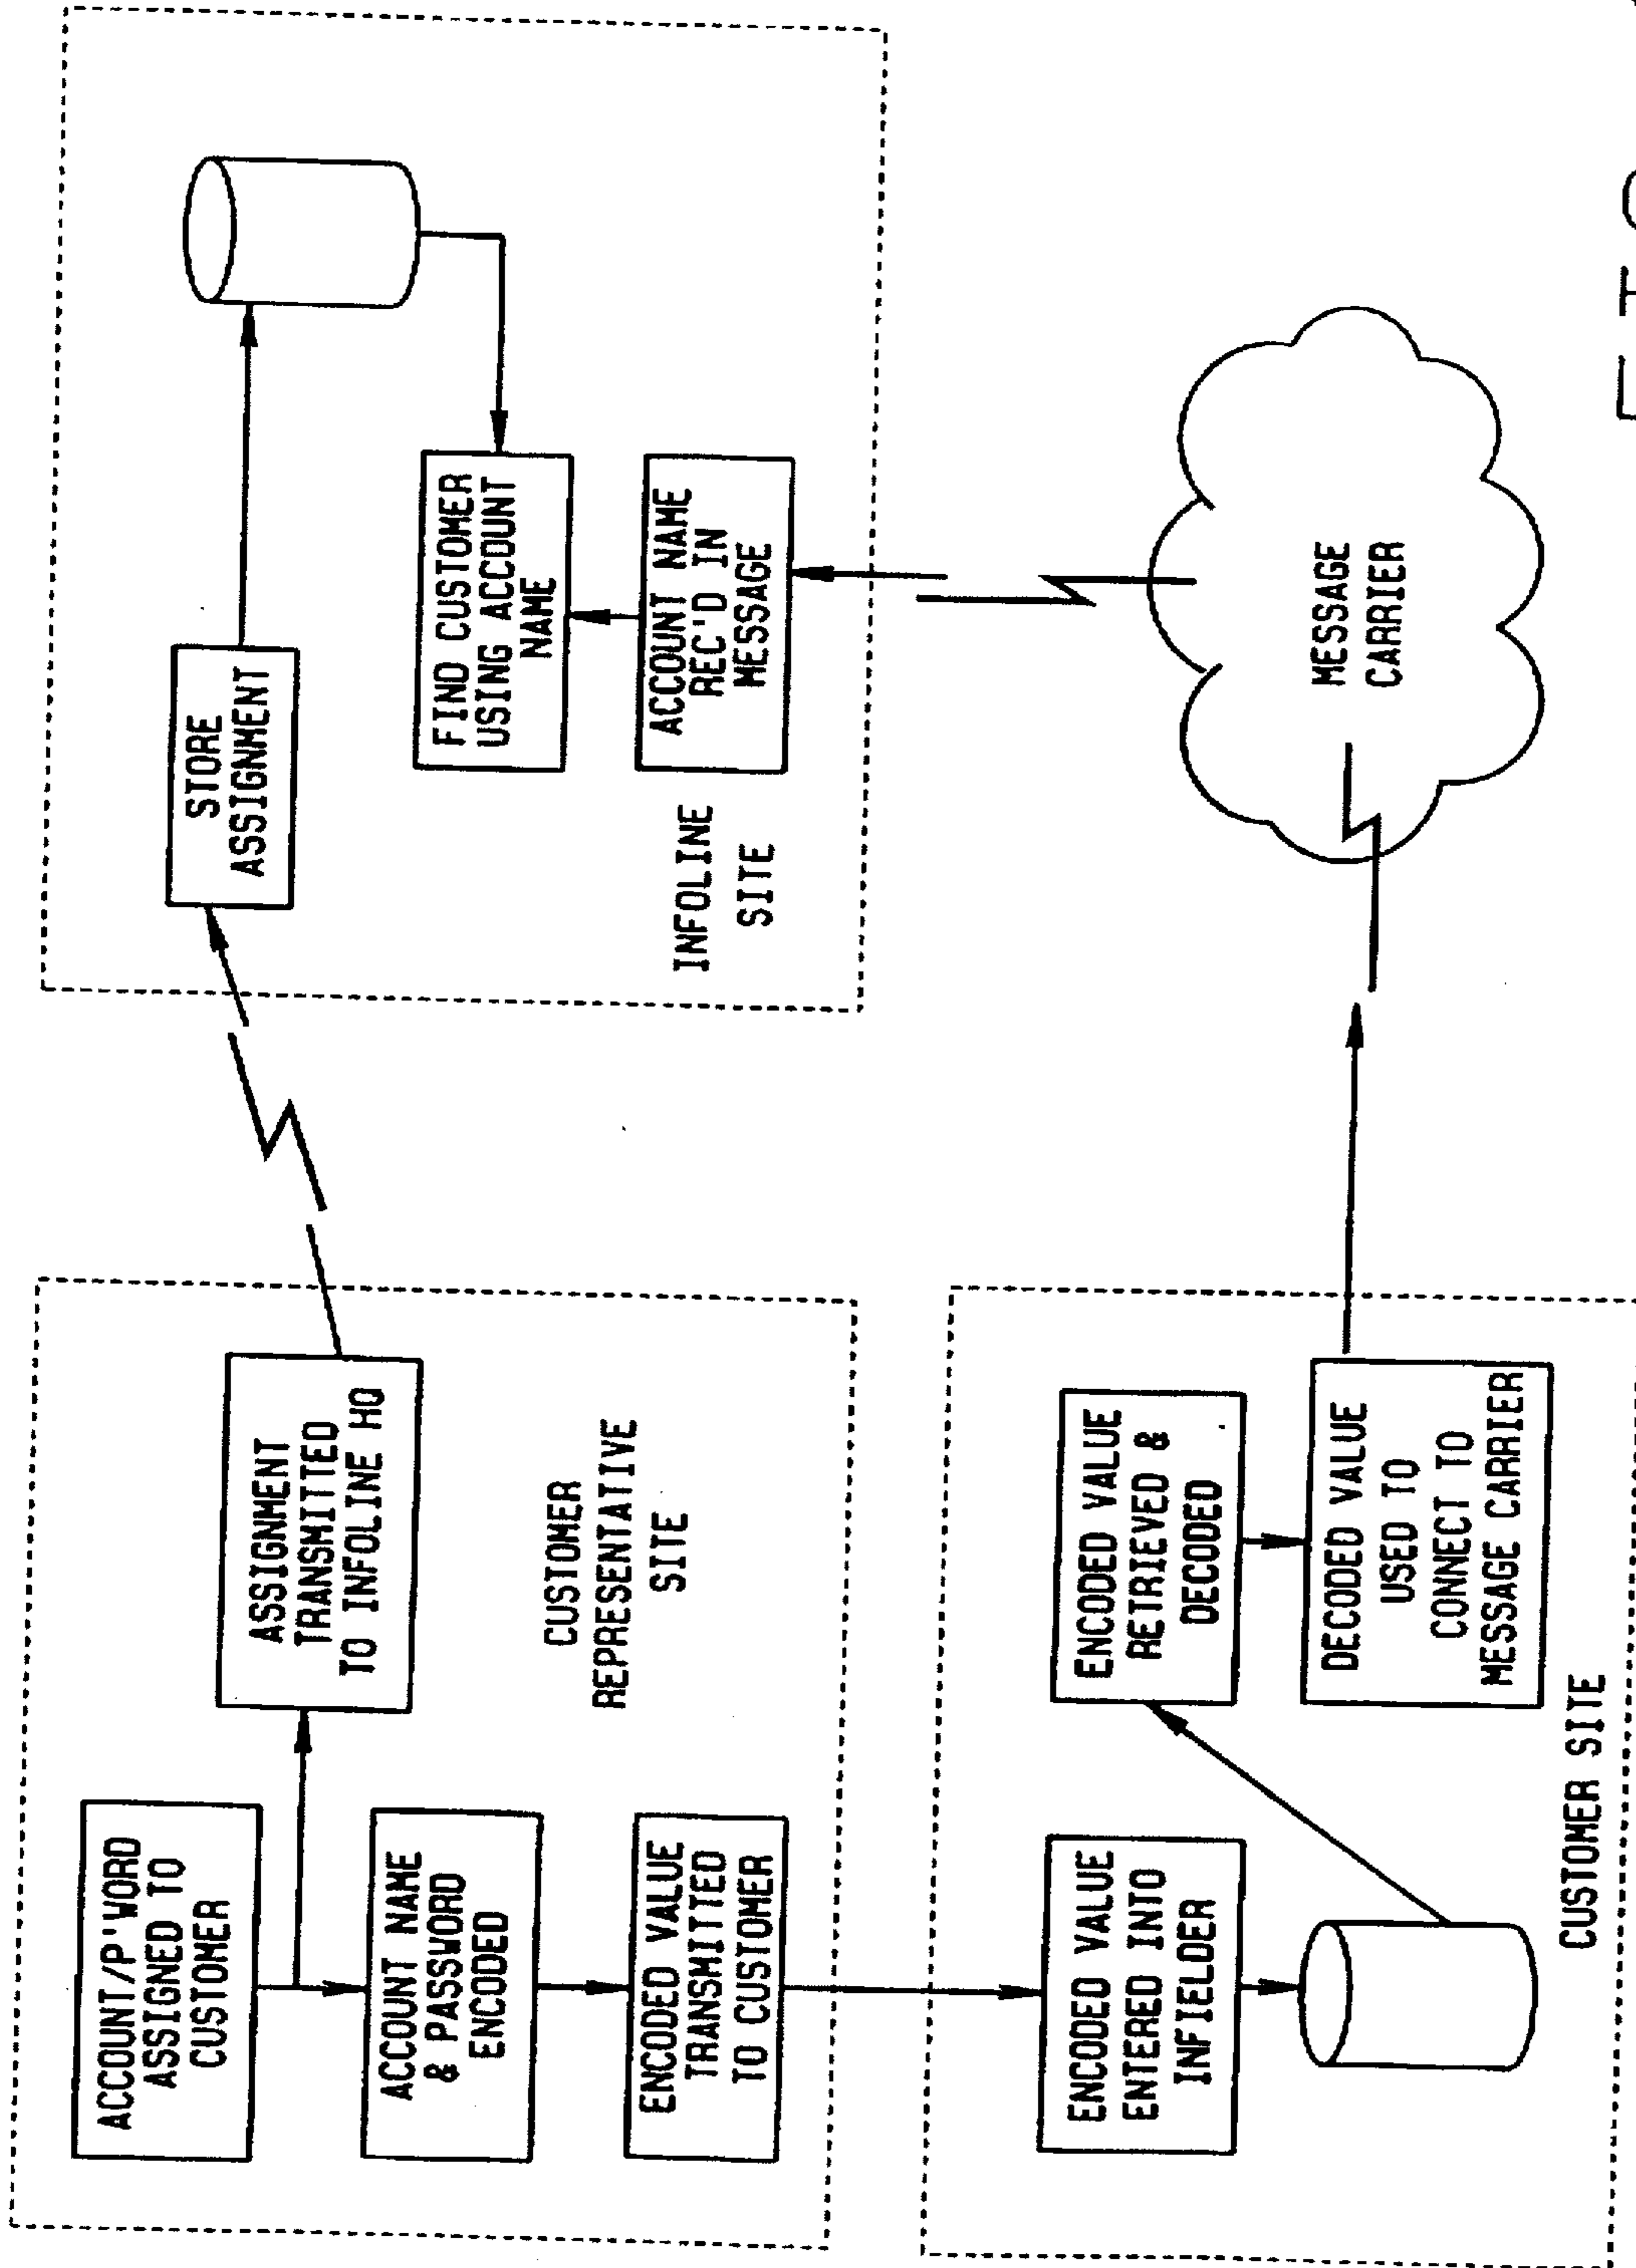 ACCOUNT/P'WORD
ASSIGNED TO
CUSTOMER
ASSIGNMENT
TRANSMITTED
TO INFOLINE HQ
ACCOUNT NAME
& PASSWORD
ENCODED
ENCODED VALUE
TRANSMITTED
TO CUSTOMER
CUSTOMER
REPRESENTATIVE
SITE
STORE
ASSIGNMENT
FIND CUSTOMER
USING ACCOUNT
NAME
ACCOUNT NAME
REC'D IN
MESSAGE
INFOLINE
SITE
ENCODED VALUE
ENTERED INTO
INFIELDER
ENCODED VALUE
RETRIEVED &
DECODED
DECODED VALUE
USED TO
CONNECT TO
MESSAGE CARRIER
CUSTOMER SITE
MESSAGE
CARRIER